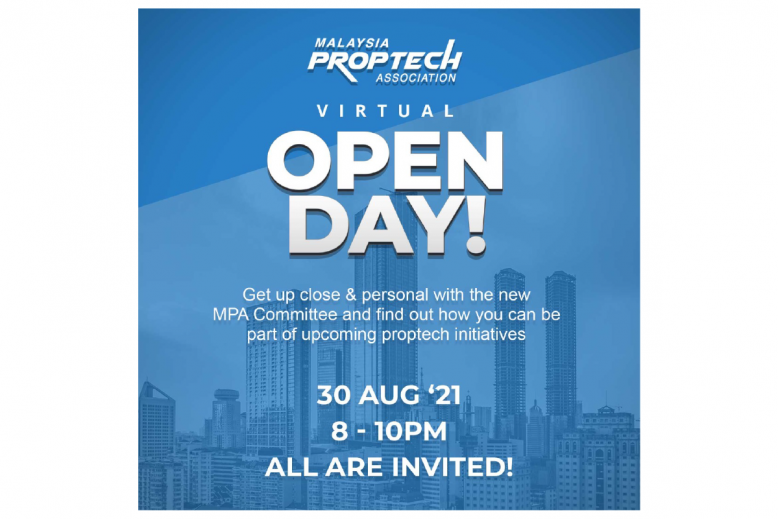 MALAYSIA
PROPTECH
ASSOCIATION
VIRTUAL
OPEN
DAY!
Get up close & personal with the new
MPA Committee and find out how you can be
part of upcoming proptech initiatives
30 AUG ‘21
8 - 10PM
ALL ARE INVITED!